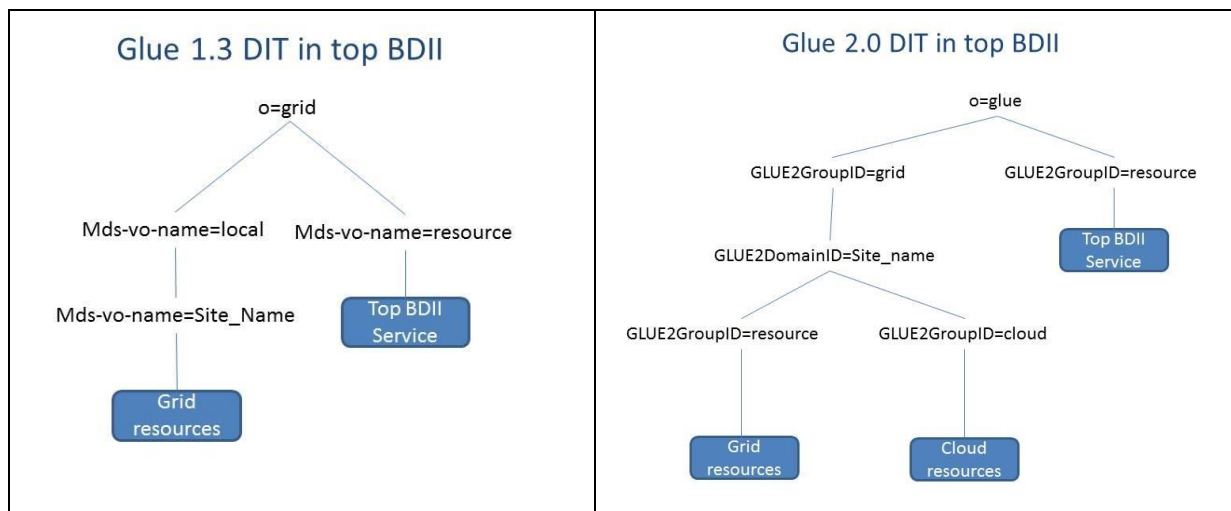 Glue 1.3 DIT in top BDII
o=grid
Mds-vo-name=local
Mds-vo-name=resource
Mds-vo-name=Site_Name
Top BDII
Service
Grid
resources
Glue 2.0 DIT in top BDII
o=glue
GLUE2GroupID=grid
GLUE2GroupID=resource
Top BDII
Service
GLUE2DomainID=Site_name
GLUE2GroupID=resource
GLUE2GroupID=cloud
Grid
resources
Cloud
resources